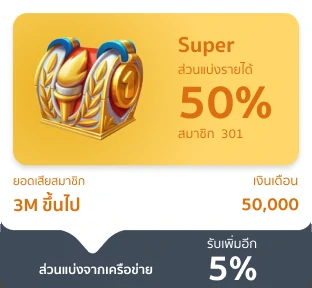 Super
ส่วนแบ่งรายได้
50%
สมาชิก 301
ยอดเสียสมาชิก
เงินเดือน
3M ขึ้นไป
50,000
รับเพิ่มอีก
ส่วนแบ่งจากเครือข่าย
5%